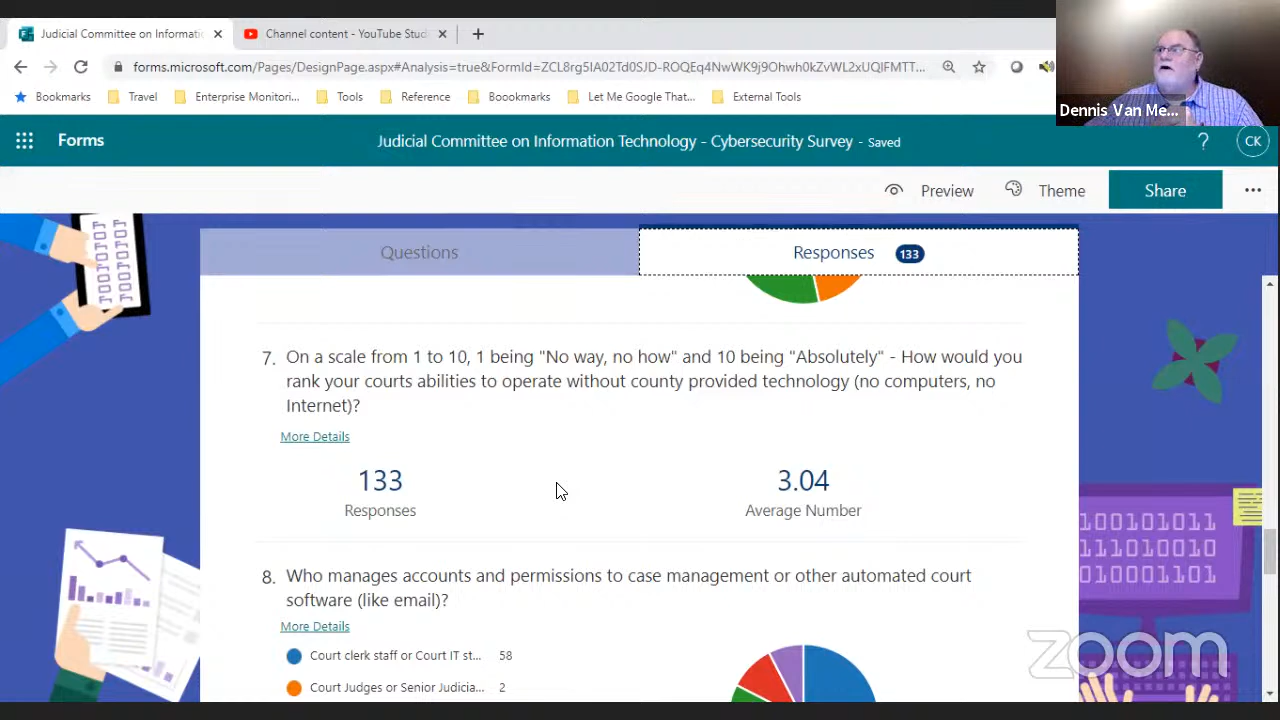 Judicial Committee on Informati
Channel content - YouTube Studi
forms.microsoft.com/Pages/DesignPage.aspx#Analysis=true&FormId=ZCL8rg5IA02Td0SJD-ROQEq4NwWK9j9Ohwh0kZvWL2xUQlFMTT...
Bookmarks Travel Enterprise Monitori... Tools Reference Boookmarks Let Me Google That... External Tools
Dennis Van Me...
Forms
Judicial Committee on Information Technology - Cybersecurity Survey - Saved
? CK
Preview Theme Share ...
Questions
Responses 133
7. On a scale from 1 to 10, 1 being "No way, no how" and 10 being "Absolutely" - How would you
rank your courts abilities to operate without county provided technology (no computers, no
Internet)?
More Details
133 3.04
Responses Average Number
8. Who manages accounts and permissions to case management or other automated court
software (like email)?
More Details
Court clerk staff or Court IT st... 58
Court Judges or Senior Judicia... 2
100101011
111010010
010001101
zoom